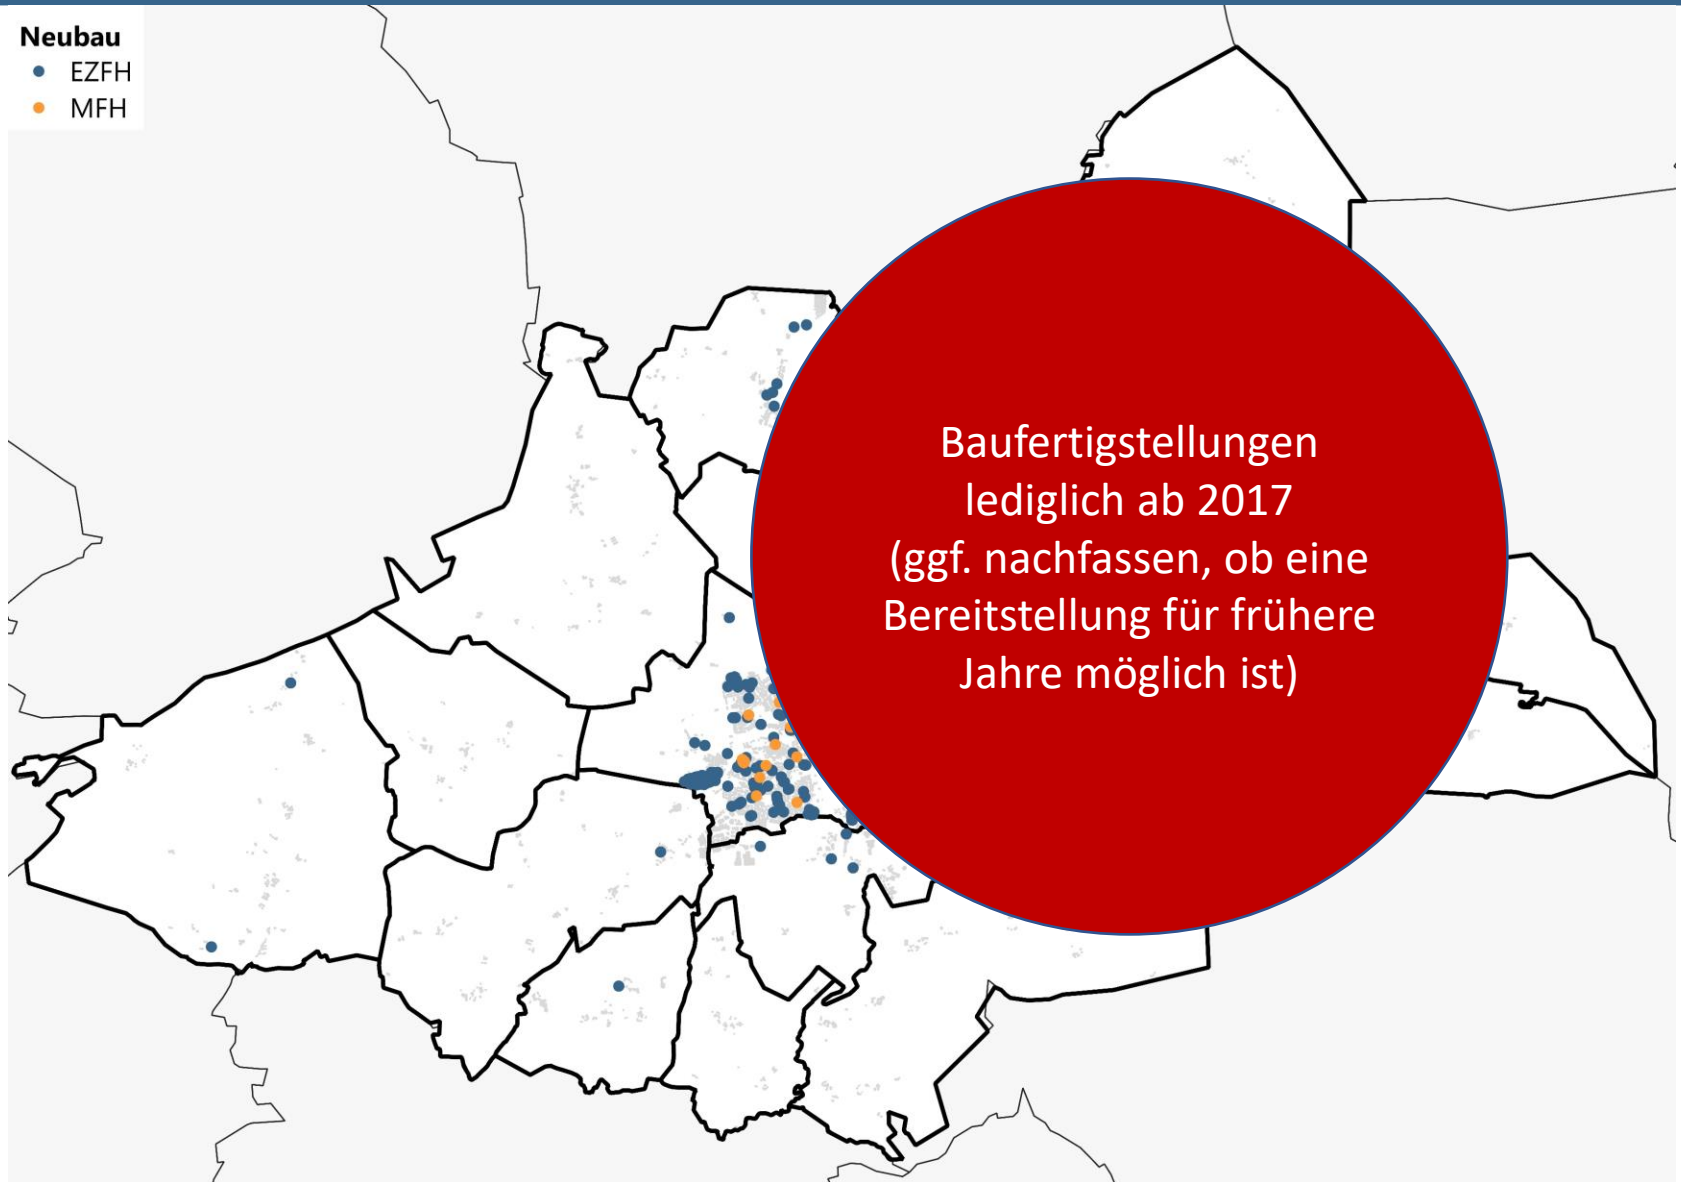 Neubau
EZFH
MFH
Baufertigstellungen
lediglich ab 2017
(ggf. nachfassen, ob eine
Bereitstellung für frühere
Jahre möglich ist)